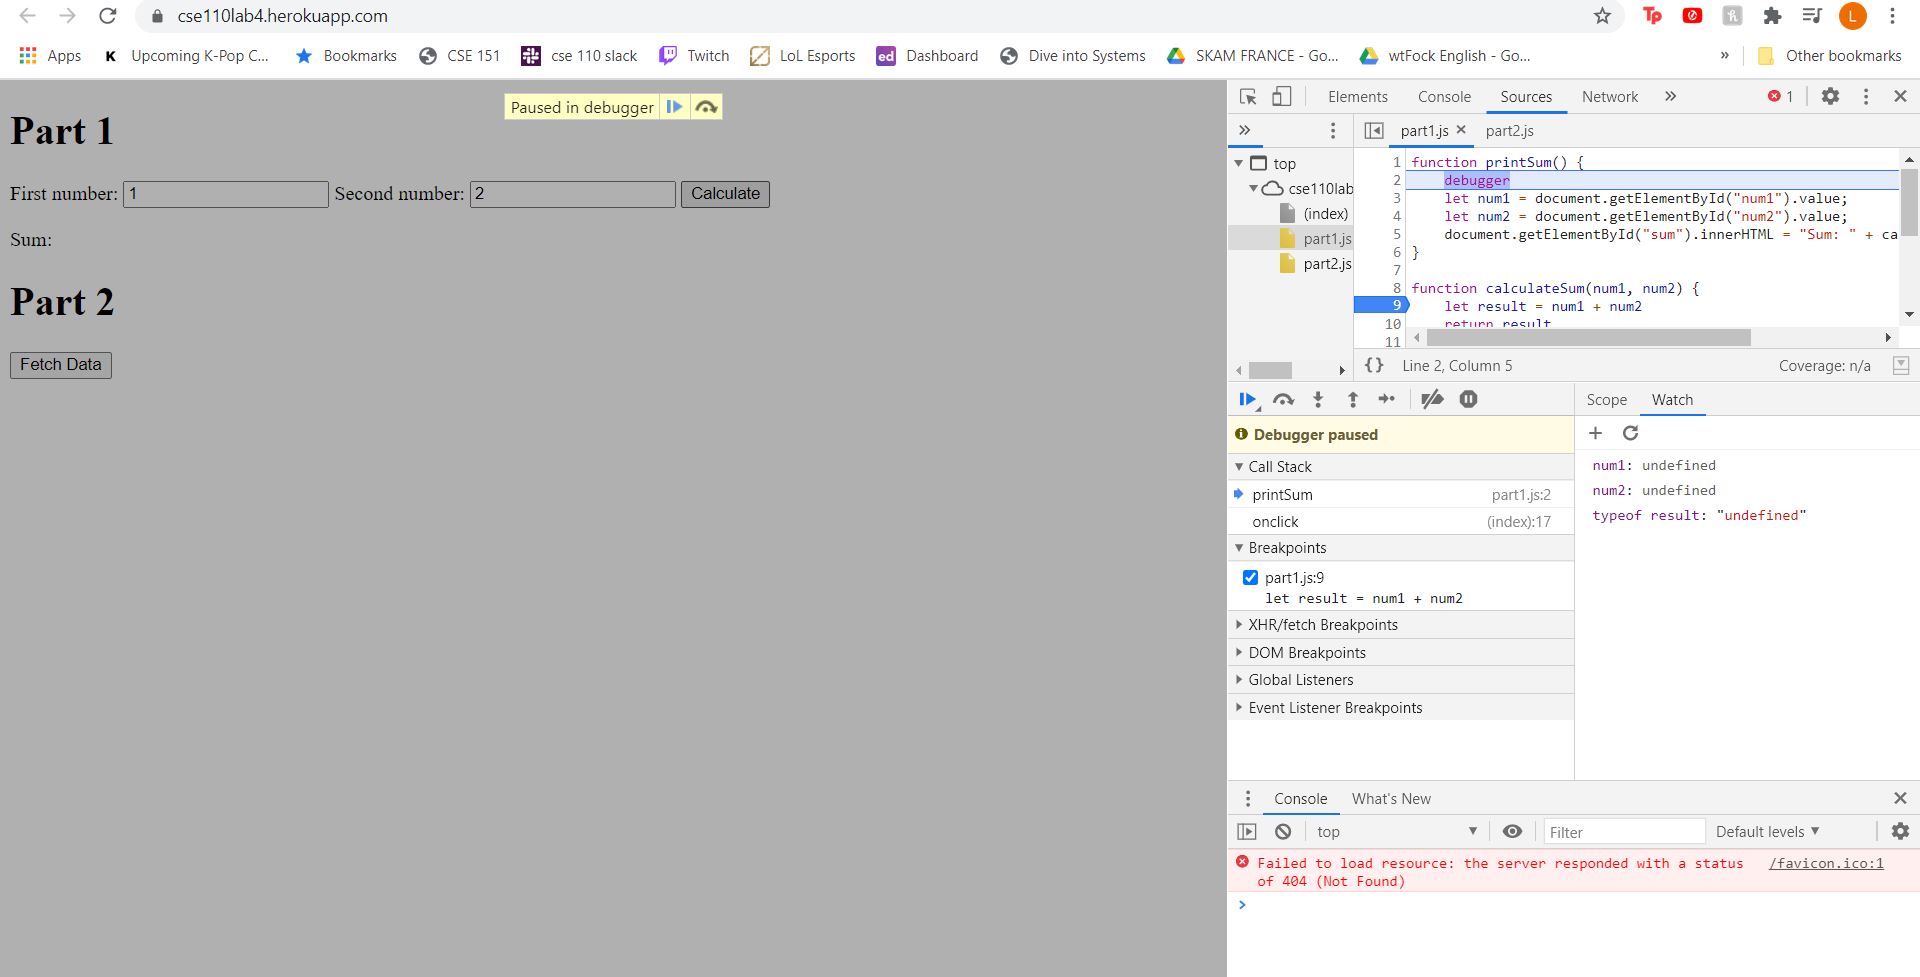 cse110lab4.herokuapp.com
Tp
L
Apps
K Upcoming K-Pop C...
Bookmarks
CSE 151
cse 110 slack
Twitch
LoL Esports
ed Dashboard
Dive into Systems
SKAM FRANCE - Go...
wtFock English - Go...
»
Other bookmarks
Paused in debugger
Part 1
First number: 1 Second number: 2 Calculate
Sum:
Part 2
Fetch Data
Elements Console Sources Network » 1
»
part1.js part2.js
top
cse110lab
(index)
part1.js
part2.js
1 function printSum() {
2 debugger
3 let num1 = document.getElementById("num1").value;
4 let num2 = document.getElementById("num2").value;
5 document.getElementById("sum").innerHTML = "Sum: " + ca
6 }
7
8 function calculateSum(num1, num2) {
9 let result = num1 + num2
10 return result
11
{} Line 2, Column 5 Coverage: n/a
Scope Watch
Debugger paused
Call Stack
printSum part1.js:2
onclick (index):17
Breakpoints
part1.js:9
let result = num1 + num2
XHR/fetch Breakpoints
DOM Breakpoints
Global Listeners
Event Listener Breakpoints
num1: undefined
num2: undefined
typeof result: "undefined"
Console What's New
top Filter Default levels
Failed to load resource: the server responded with a status /favicon.ico:1
of 404 (Not Found)
>